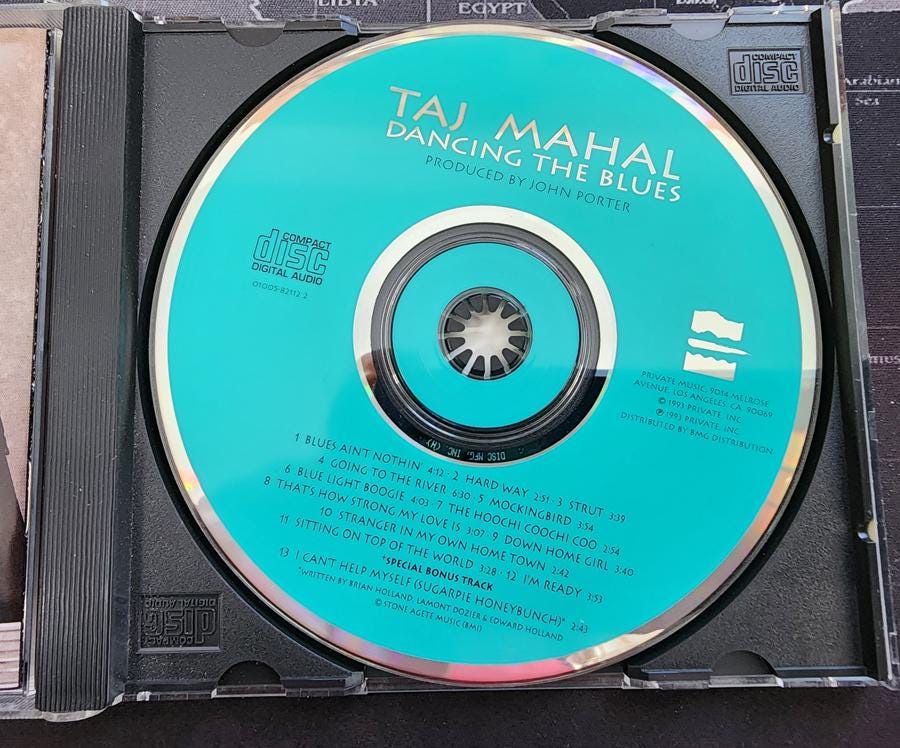 LIBYA
EGYPT
COMPACT
disc
DIGITAL AUDIO
TAJ MAHAL
DANCING THE BLUES
PRODUCED BY JOHN PORTER
Arabian
Sea
COMPACT
disc
DIGITAL AUDIO
01005-82112 2
PRIVATE MUSIC, 9014 MELROSE
AVENUE, LOS ANGELES, CA. 90069
© 1993 PRIVATE, INC.
℗ 1993 PRIVATE, INC.
DISTRIBUTED BY BMG DISTRIBUTION
DISC MFG. INC. (H)
1 BLUES AIN'T NOTHIN' 4:12 · 2 HARD WAY 2:51 · 3 STRUT 3:39
4 GOING TO THE RIVER 6:30 · 5 MOCKINGBIRD 3:54
6 BLUE LIGHT BOOGIE 4:03 · 7 THE HOOCHI COOCHI COO 2:54
8 THAT'S HOW STRONG MY LOVE IS 3:07 · 9 DOWN HOME GIRL 3:40
10 STRANGER IN MY OWN HOME TOWN 2:42
11 SITTING ON TOP OF THE WORLD 3:28 · 12 I'M READY 3:53
*SPECIAL BONUS TRACK
13 I CAN'T HELP MYSELF (SUGARPIE HONEYBUNCH)* 2:43
*WRITTEN BY BRIAN HOLLAND, LAMONT DOZIER & EDWARD HOLLAND
© STONE AGETE MUSIC (BMI)
COMPACT
disc
DIGITAL AUDIO